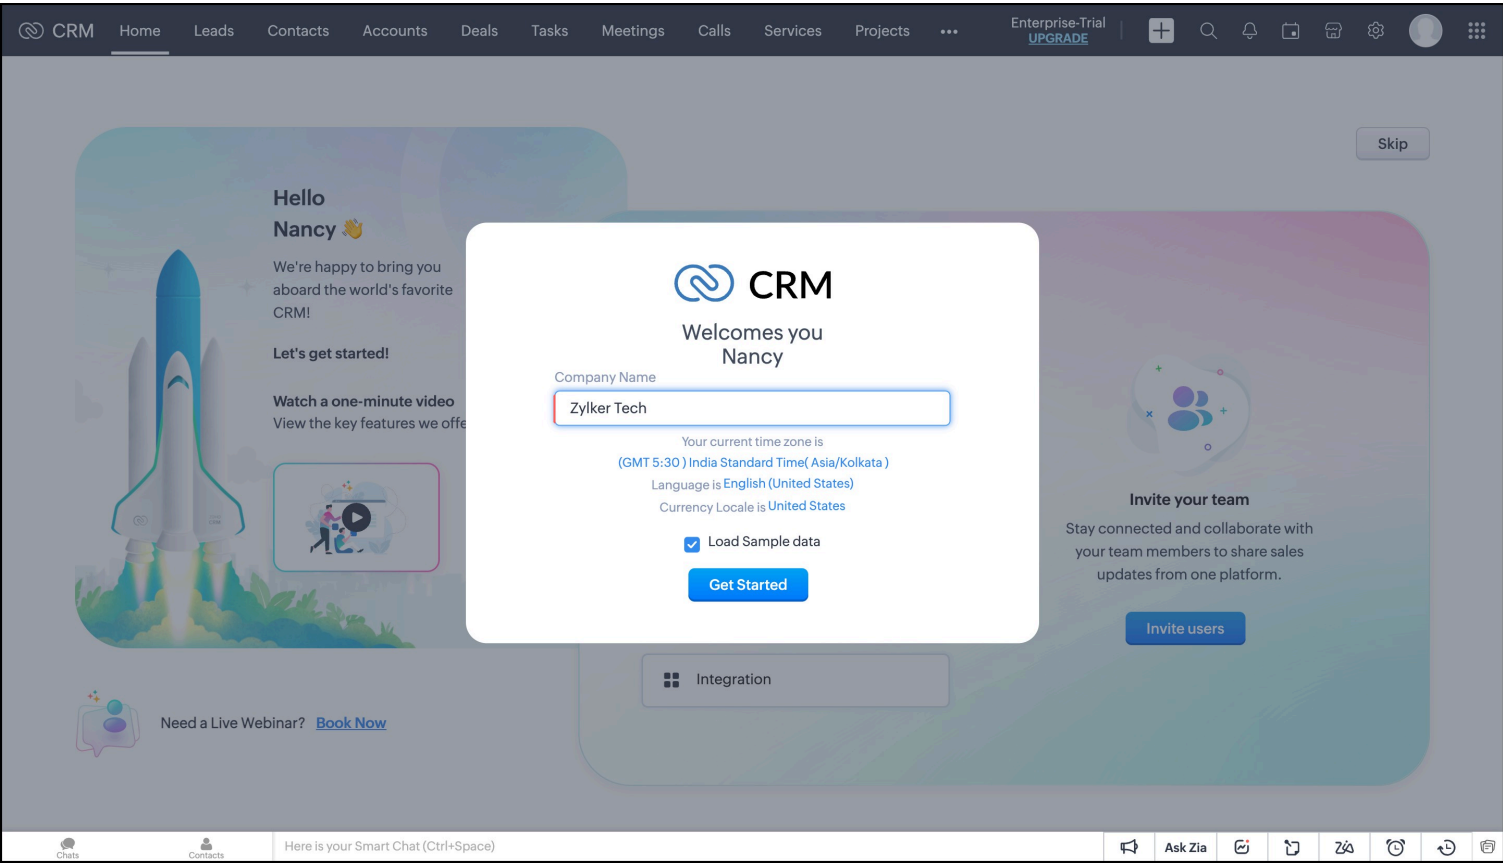 CRM
Home
Leads
Contacts
Accounts
Deals
Tasks
Meetings
Calls
Services
Projects
Enterprise-Trial
UPGRADE
Skip
Hello
Nancy 👋
We're happy to bring you
aboard the world's favorite
CRM!
Let's get started!
Watch a one-minute video
View the key features we offe
CRM
Welcomes you
Nancy
Company Name
Zylker Tech
Your current time zone is
(GMT 5:30 ) India Standard Time( Asia/Kolkata )
Language is English (United States)
Currency Locale is United States
Load Sample data
Get Started
Invite your team
Stay connected and collaborate with
your team members to share sales
updates from one platform.
Invite users
Integration
Need a Live Webinar? Book Now
Chats
Contacts
Here is your Smart Chat (Ctrl+Space)
Ask Zia